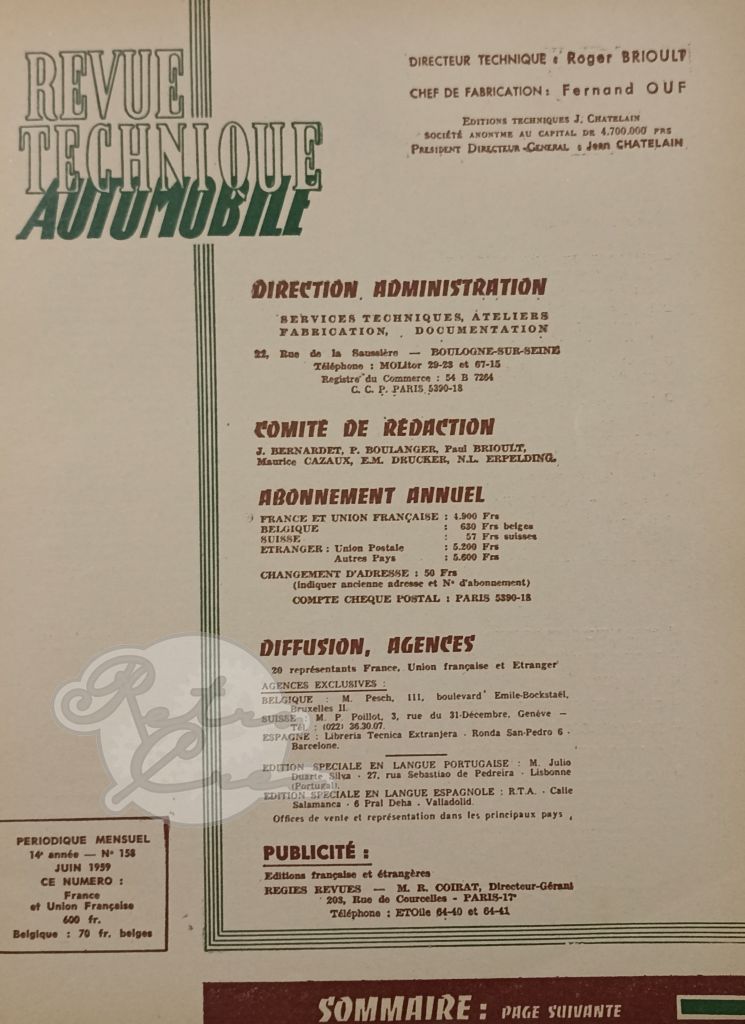 REVUE
TECHNIQUE
AUTOMOBILE
DIRECTEUR TECHNIQUE : Roger BRIOULT
CHEF DE FABRICATION : Fernand OUF
EDITIONS TECHNIQUES J. CHATELAIN
SOCIÉTÉ ANONYME AU CAPITAL DE 4.700.000 FRS
PRESIDENT DIRECTEUR-GENERAL : Jean CHATELAIN
DIRECTION, ADMINISTRATION
SERVICES TECHNIQUES, ATELIERS
FABRICATION, DOCUMENTATION
22, Rue de la Saussière — BOULOGNE-SUR-SEINE
Téléphone : MOLitor 29-23 et 67-15
Registre du Commerce : 54 B 7264
C. C. P. PARIS 5390-18
COMITÉ DE RÉDACTION
J. BERNARDET, P. BOULANGER, Paul BRIOULT,
Maurice CAZAUX, E.M. DRUCKER, N.L. ERPELDING.
ABONNEMENT ANNUEL
FRANCE ET UNION FRANÇAISE : 4.900 Frs
BELGIQUE : 630 Frs belges
SUISSE : 57 Frs suisses
ETRANGER : Union Postale : 5.200 Frs
Autres Pays : 5.600 Frs
CHANGEMENT D'ADRESSE : 50 Frs
(indiquer ancienne adresse et N° d'abonnement)
COMPTE CHEQUE POSTAL : PARIS 5390-18
DIFFUSION, AGENCES
20 représentants France, Union française et Etranger
AGENCES EXCLUSIVES :
BELGIQUE : M. Pesch, 111, boulevard Emile-Bockstaël,
Bruxelles II.
SUISSE : M. P. Poillot, 3, rue du 31-Décembre, Genève —
Tél. : (022) 36.30.07.
ESPAGNE : Libreria Tecnica Extranjera - Ronda San-Pedro 6 -
Barcelone.
EDITION SPECIALE EN LANGUE PORTUGAISE : M. Julio
Duarte Silva - 27, rua Sebastiao de Pedreira - Lisbonne
(Portugal).
EDITION SPECIALE EN LANGUE ESPAGNOLE : R.T.A. - Calle
Salamanca - 6 Pral Deha - Valladolid.
Offices de vente et représentation dans les principaux pays.
PUBLICITÉ :
Editions française et étrangères
REGIES REVUES — M. R. COIRAT, Directeur-Gérant
203, Rue de Courcelles - PARIS-17e
Téléphone : ETOile 64-40 et 64-41
PERIODIQUE MENSUEL
14e année — N° 158
JUIN 1959
CE NUMERO :
France
et Union Française
600 fr.
Belgique : 70 fr. belges
SOMMAIRE : PAGE SUIVANTE